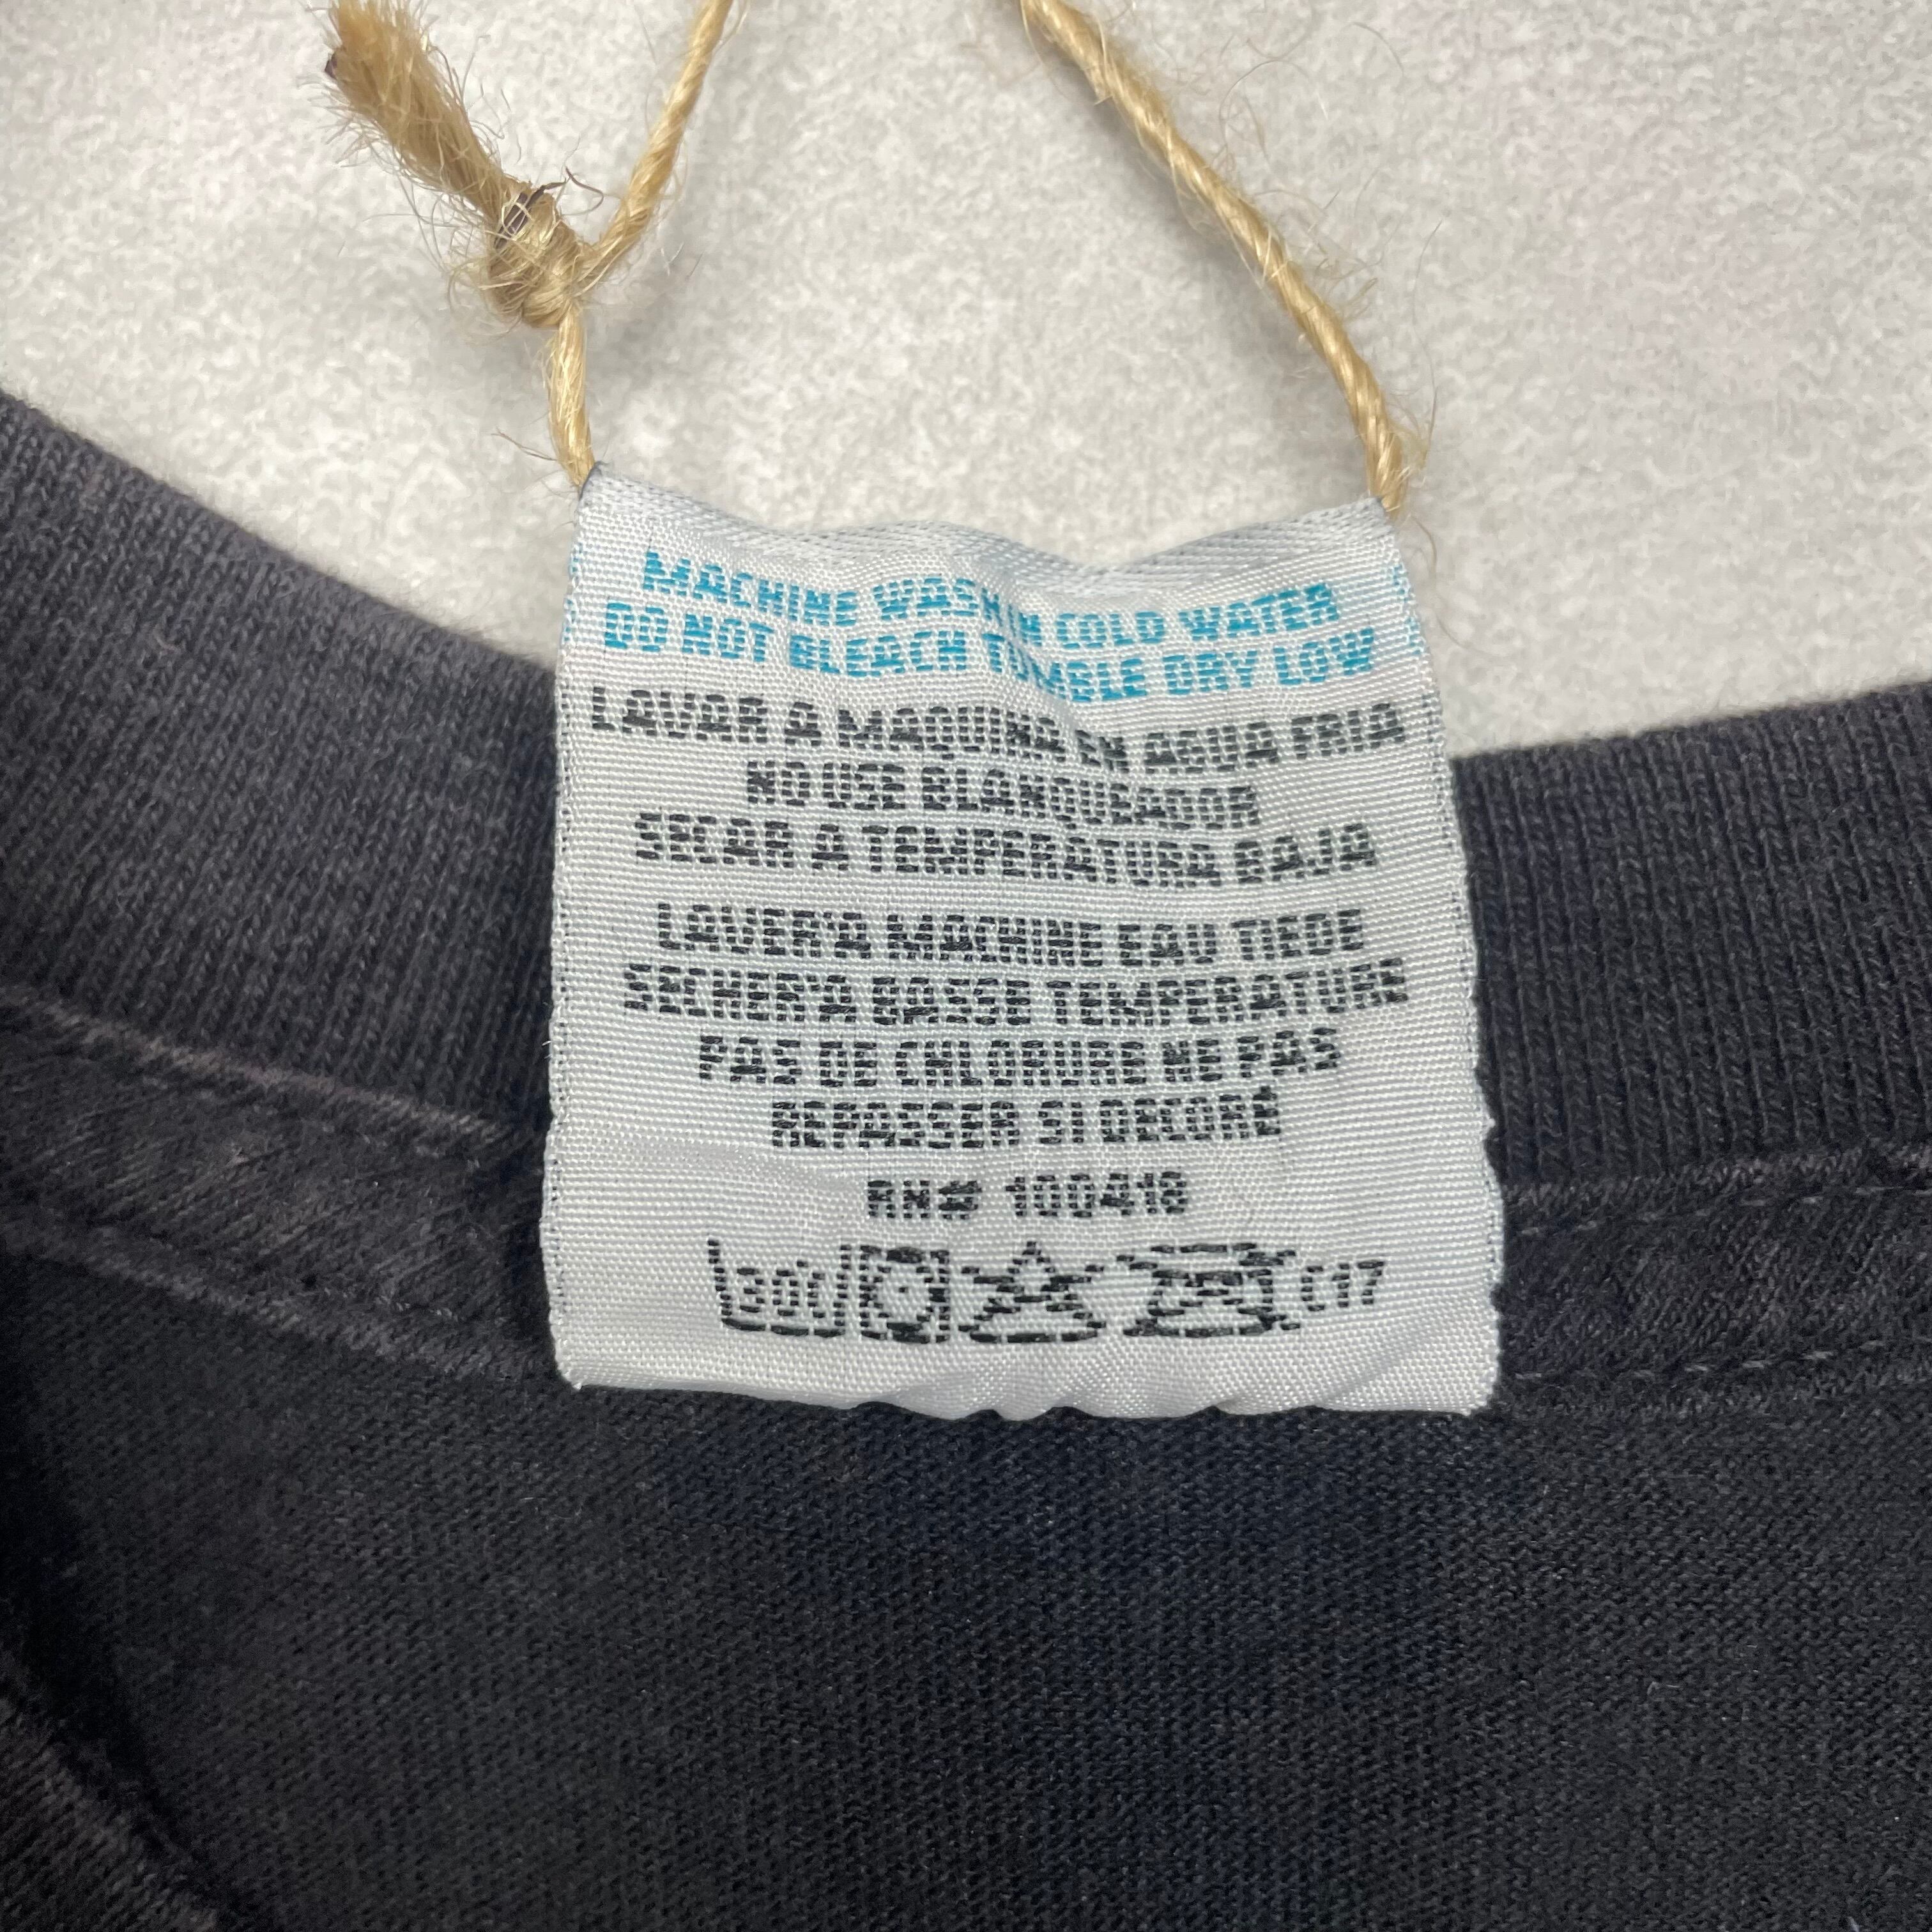 MACHINE WASH IN COLD WATER
DO NOT BLEACH TUMBLE DRY LOW
LAVAR A MAQUINA EN AGUA FRIA
NO USE BLANQUEADOR
SECAR A TEMPERATURA BAJA
LAVER'A MACHINE EAU TIEDE
SECHER'A BASSE TEMPERATURE
PAS DE CHLORURE NE PAS
REPASSER SI DECORÉ
RN# 100418
30C C17